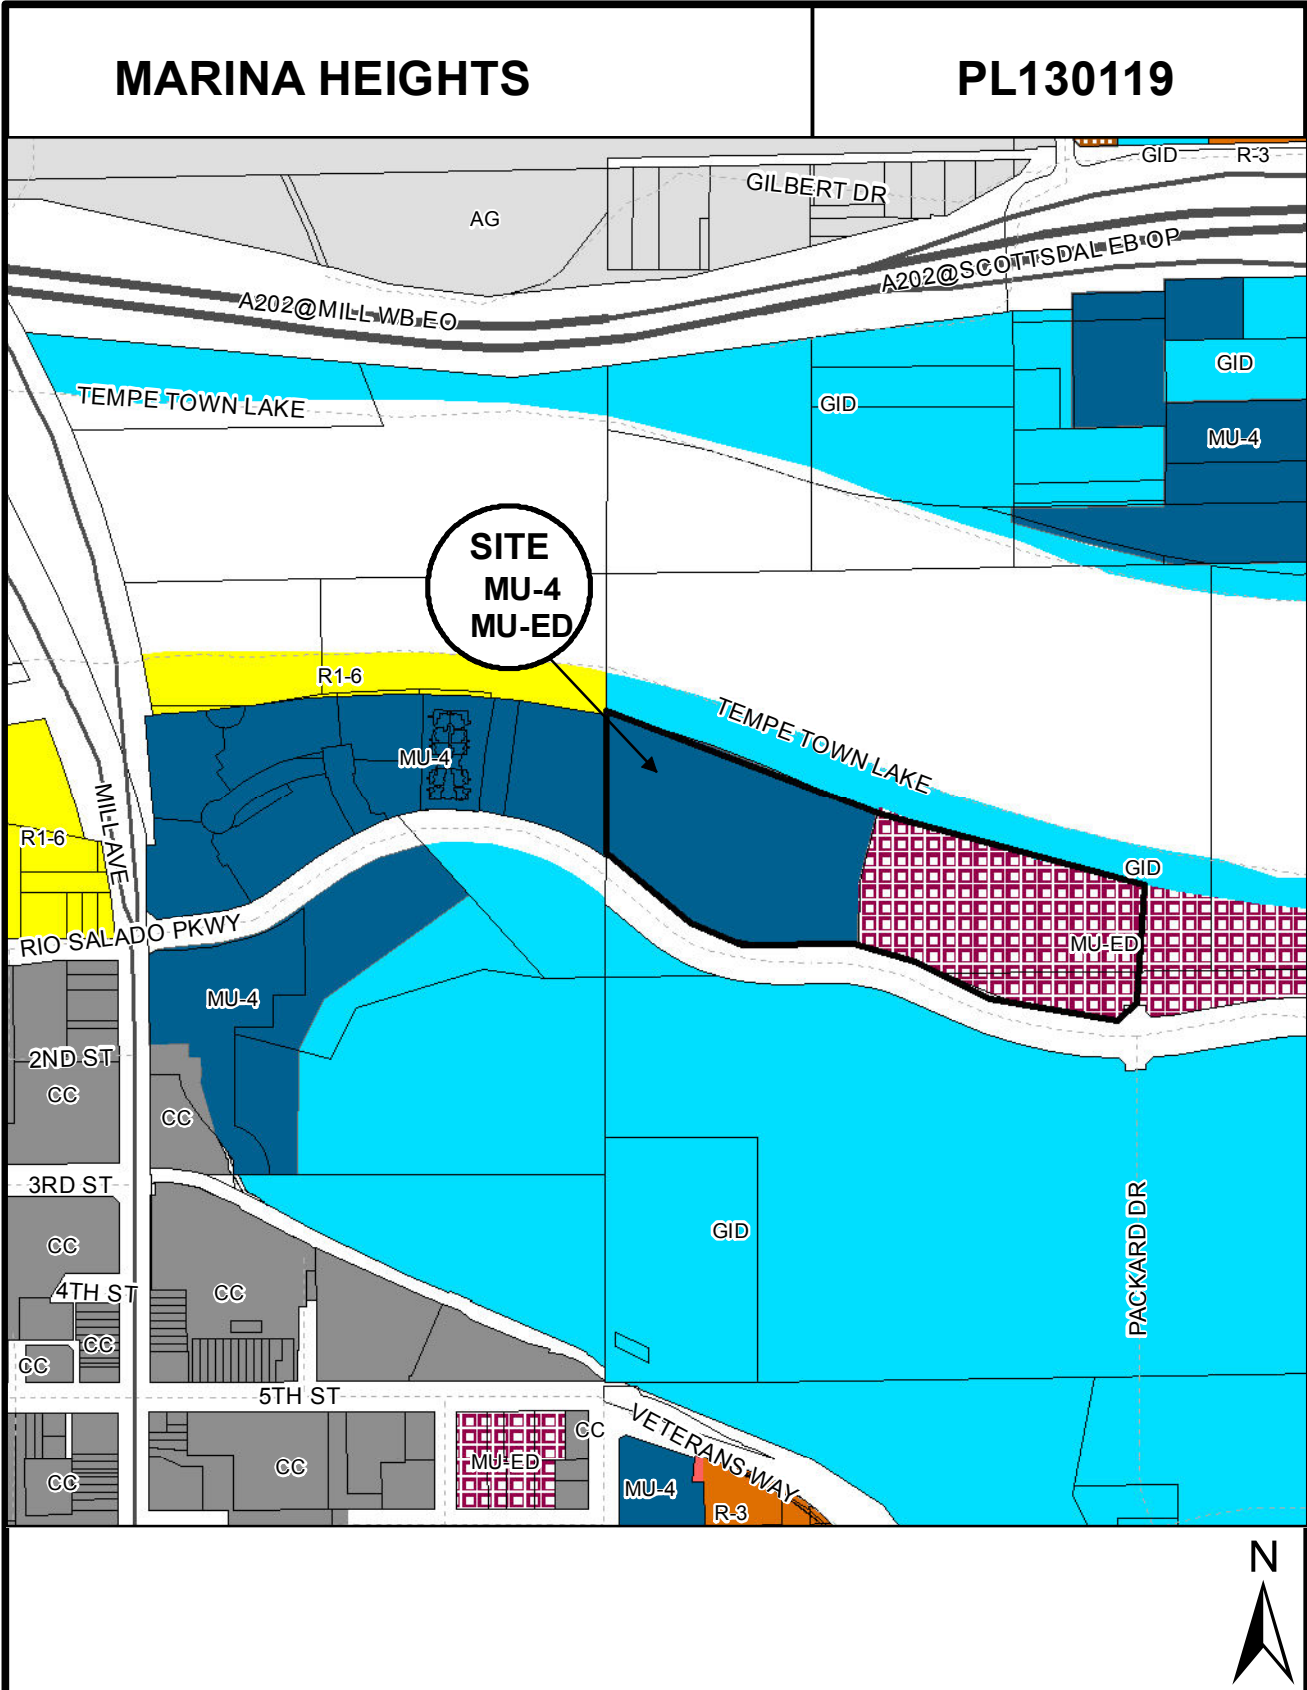 MARINA HEIGHTS
PL130119
GID
R-3
GILBERT DR
AG
A202@SCOTTSDAL EB OP
A202@MILL WB EO
GID
TEMPE TOWN LAKE
GID
MU-4
SITE
MU-4
MU-ED
R1-6
TEMPE TOWN LAKE
MU-4
MILL AVE
R1-6
GID
RIO SALADO PKWY
MU-ED
MU-4
2ND ST
CC
CC
3RD ST
PACKARD DR
GID
CC
4TH ST
CC
CC
CC
5TH ST
VETERANS WAY
CC
MU-ED
CC
CC
MU-4
R-3
N